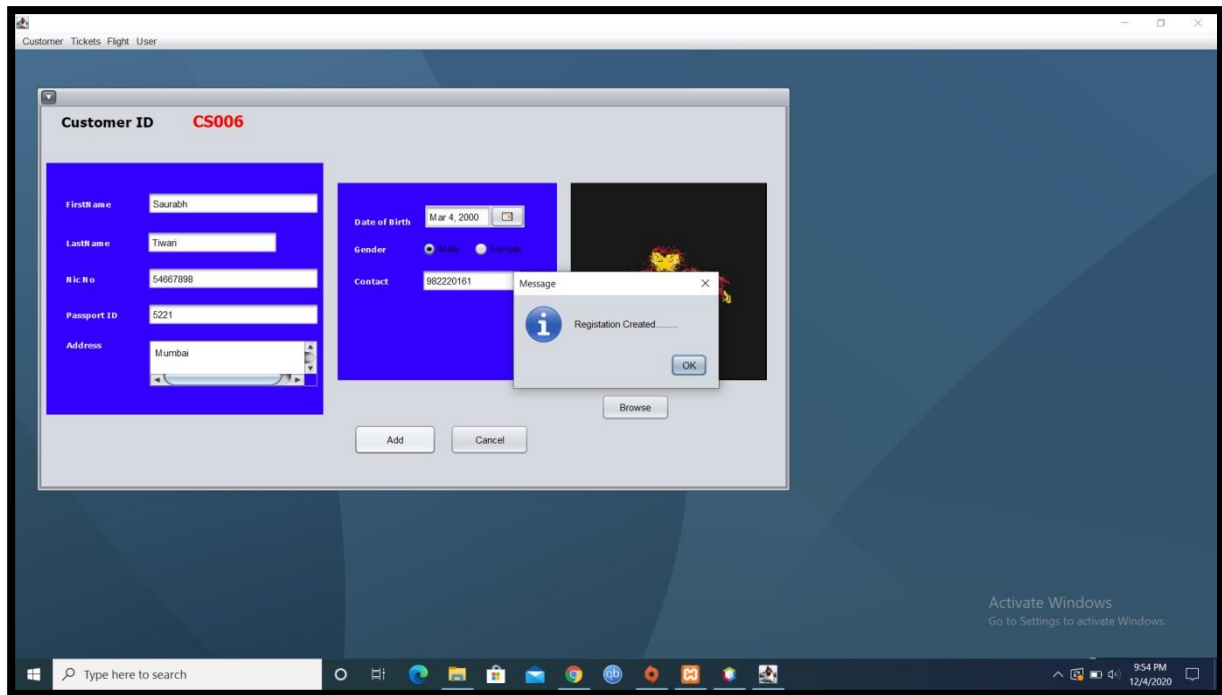 Customer Tickets Flight User
Customer ID CS006
FirstName Saurabh
LastName Tiwari
Nic No 54667898
Passport ID 5221
Address Mumbai
Date of Birth Mar 4, 2000
Gender Male Female
Contact 982220161
Message
Registation Created..........
OK
Browse
Add Cancel
Activate Windows
Go to Settings to activate Windows.
Type here to search
qb
9:54 PM
12/4/2020